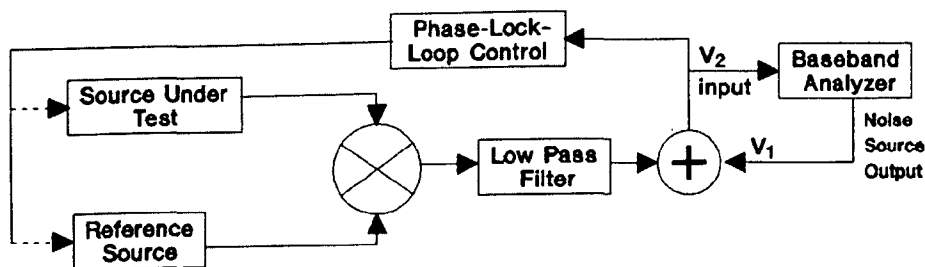 Phase-Lock-
Loop Control
V2
input
Baseband
Analyzer
Source Under
Test
Noise
Source
Output
V1
Low Pass
Filter
+
Reference
Source